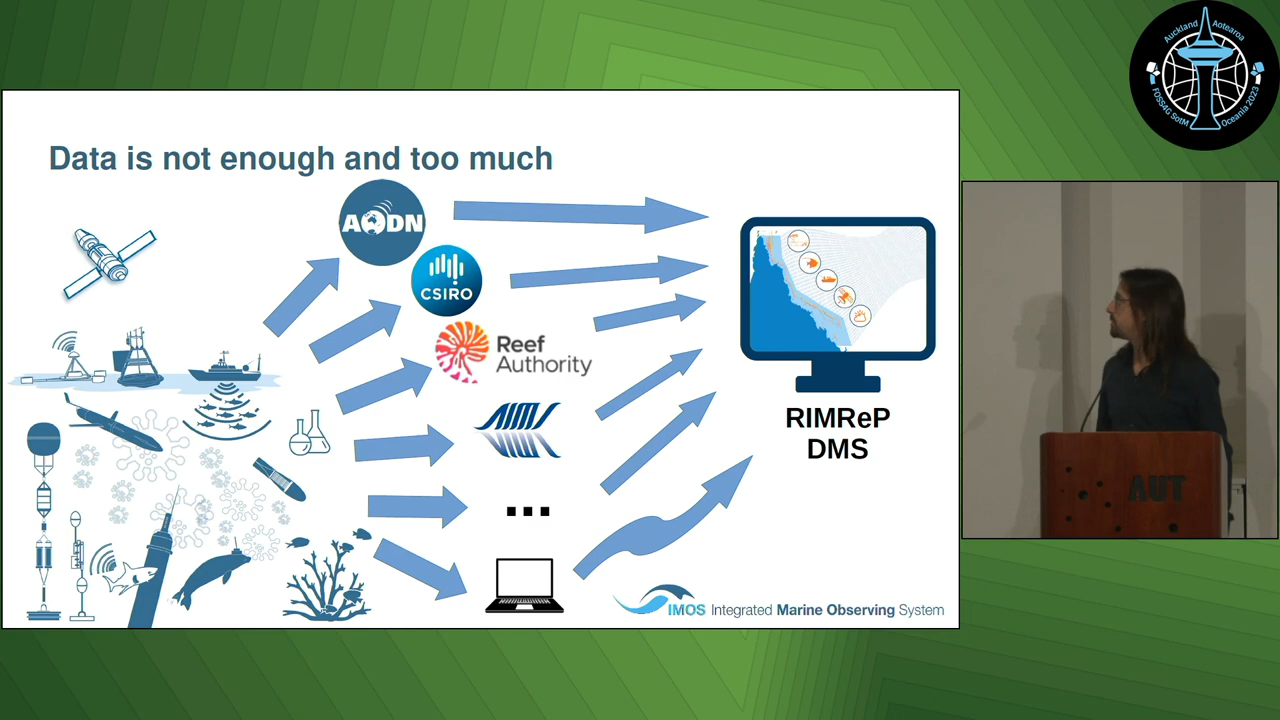 Data is not enough and too much
AODN
CSIRO
Reef
Authority
AIMS
...
RIMReP
DMS
IMOS Integrated Marine Observing System
Auckland Aotearoa
FOSS4G SotM Oceania 2023
AUT